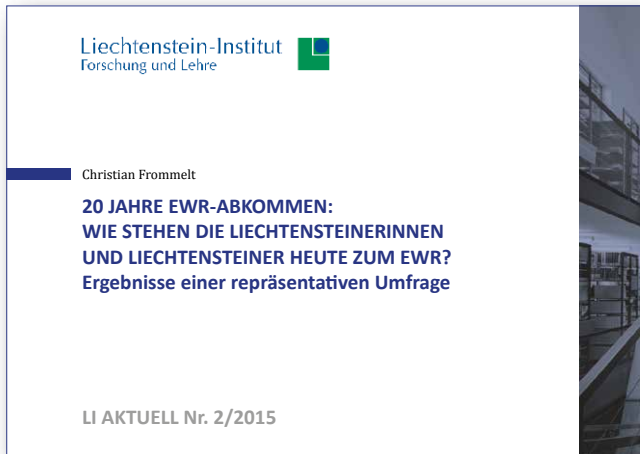 Liechtenstein-Institut
Forschung und Lehre
Christian Frommelt
20 JAHRE EWR-ABKOMMEN:
WIE STEHEN DIE LIECHTENSTEINERINNEN
UND LIECHTENSTEINER HEUTE ZUM EWR?
Ergebnisse einer repräsentativen Umfrage
LI AKTUELL Nr. 2/2015